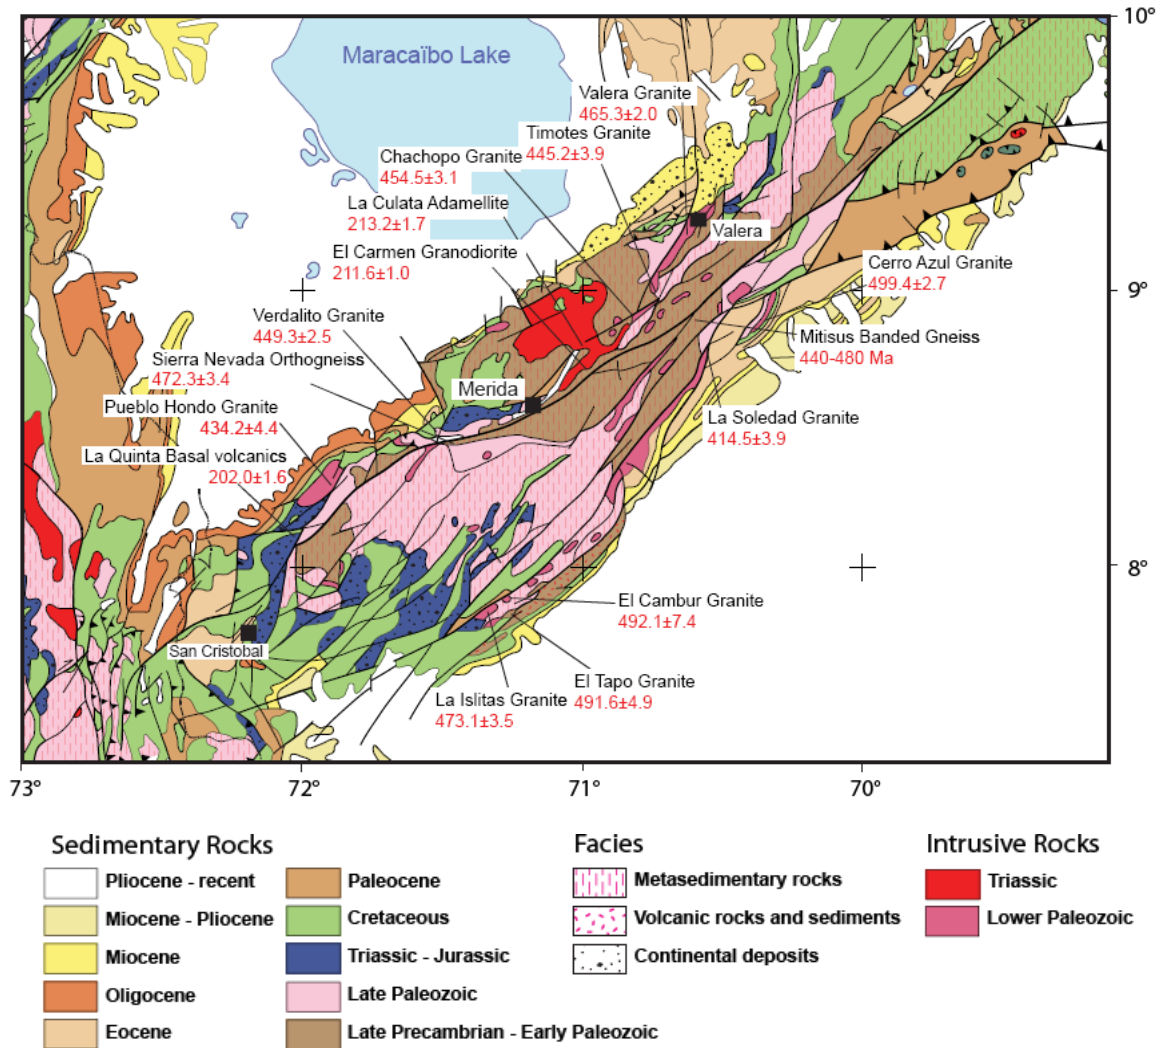 10°
Maracaïbo Lake
Valera Granite
465.3±2.0
Timotes Granite
445.2±3.9
Chachopo Granite
454.5±3.1
La Culata Adamellite
213.2±1.7
Valera
El Carmen Granodiorite
211.6±1.0
Cerro Azul Granite
499.4±2.7
9°
Verdalito Granite
449.3±2.5
Mitisus Banded Gneiss
440-480 Ma
Sierra Nevada Orthogneiss
472.3±3.4
Merida
Pueblo Hondo Granite
434.2±4.4
La Soledad Granite
414.5±3.9
La Quinta Basal volcanics
202.0±1.6
8°
El Cambur Granite
492.1±7.4
San Cristobal
El Tapo Granite
491.6±4.9
La Islitas Granite
473.1±3.5
73°
72°
71°
70°
Sedimentary Rocks
Pliocene - recent
Miocene - Pliocene
Miocene
Oligocene
Eocene
Paleocene
Cretaceous
Triassic - Jurassic
Late Paleozoic
Late Precambrian - Early Paleozoic
Facies
Metasedimentary rocks
Volcanic rocks and sediments
Continental deposits
Intrusive Rocks
Triassic
Lower Paleozoic